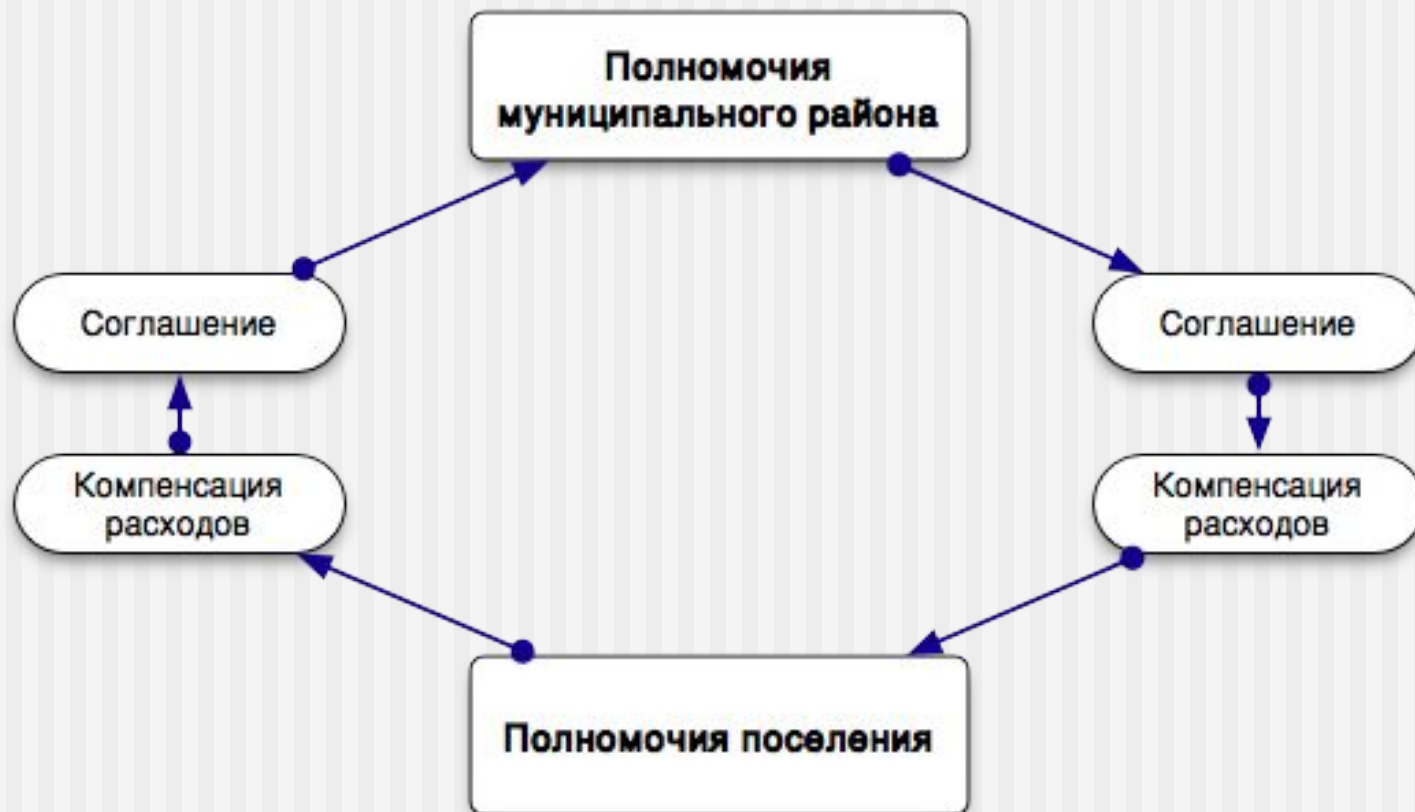 Полномочия
муниципального района
Соглашение
Соглашение
Компенсация
расходов
Компенсация
расходов
Полномочия поселения